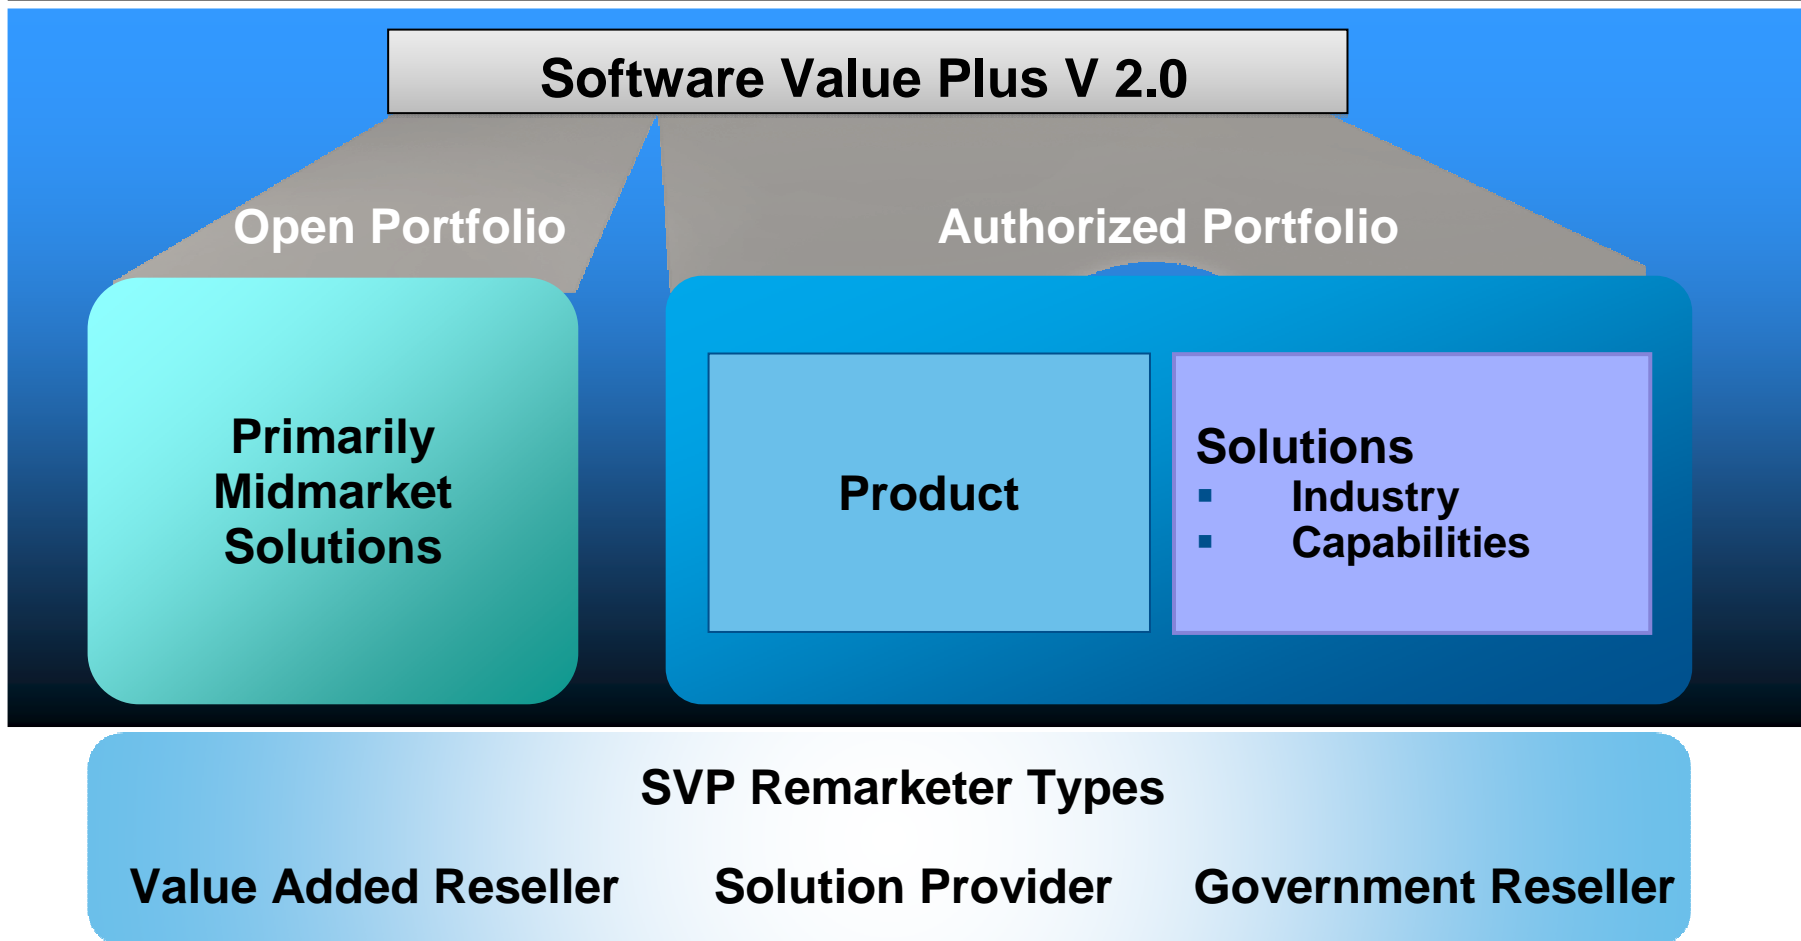 Software Value Plus V 2.0
Open Portfolio
Authorized Portfolio
Primarily
Midmarket
Solutions
Product
Solutions
▪ Industry
▪ Capabilities
SVP Remarketer Types
Value Added Reseller
Solution Provider
Government Reseller